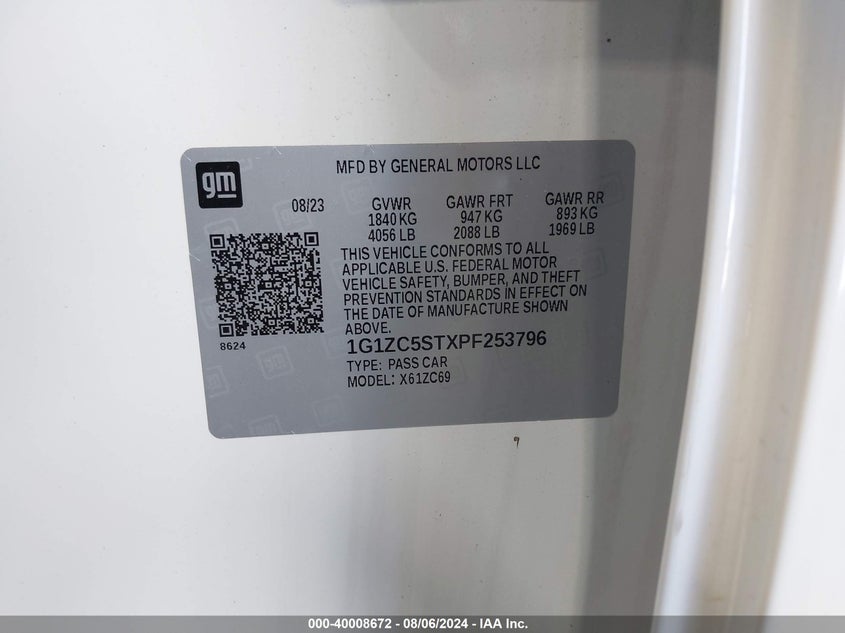 gm
MFD BY GENERAL MOTORS LLC
08/23 GVWR GAWR FRT GAWR RR
1840 KG 947 KG 893 KG
4056 LB 2088 LB 1969 LB
THIS VEHICLE CONFORMS TO ALL
APPLICABLE U.S. FEDERAL MOTOR
VEHICLE SAFETY, BUMPER, AND THEFT
PREVENTION STANDARDS IN EFFECT ON
THE DATE OF MANUFACTURE SHOWN
ABOVE.
8624
1G1ZC5STXPF253796
TYPE: PASS CAR
MODEL: X61ZC69
000-40008672 - 08/06/2024 - IAA Inc.